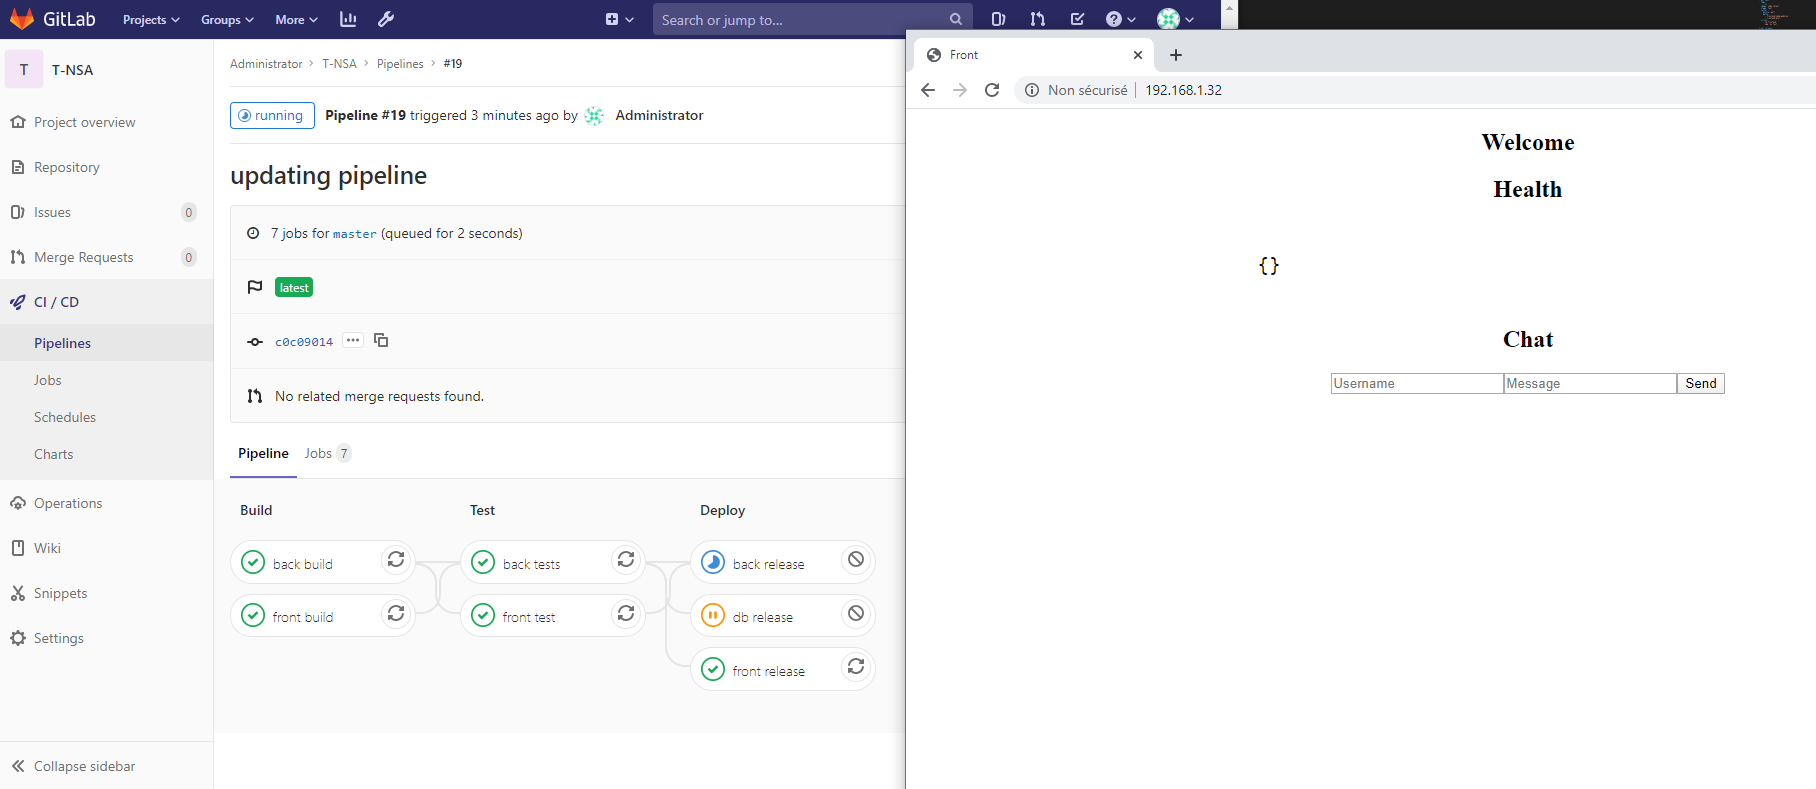 GitLab Projects Groups More Search or jump to...
T T-NSA
Project overview
Repository
Issues 0
Merge Requests 0
CI / CD
Pipelines
Jobs
Schedules
Charts
Operations
Wiki
Snippets
Settings
Collapse sidebar
Administrator > T-NSA > Pipelines > #19
running Pipeline #19 triggered 3 minutes ago by Administrator
updating pipeline
7 jobs for master (queued for 2 seconds)
latest
c0c09014 ...
No related merge requests found.
Pipeline Jobs 7
Build Test Deploy
back build back tests back release
front build front test db release
front release
Front
Non sécurisé | 192.168.1.32
Welcome
Health
{}
Chat
Username Message Send